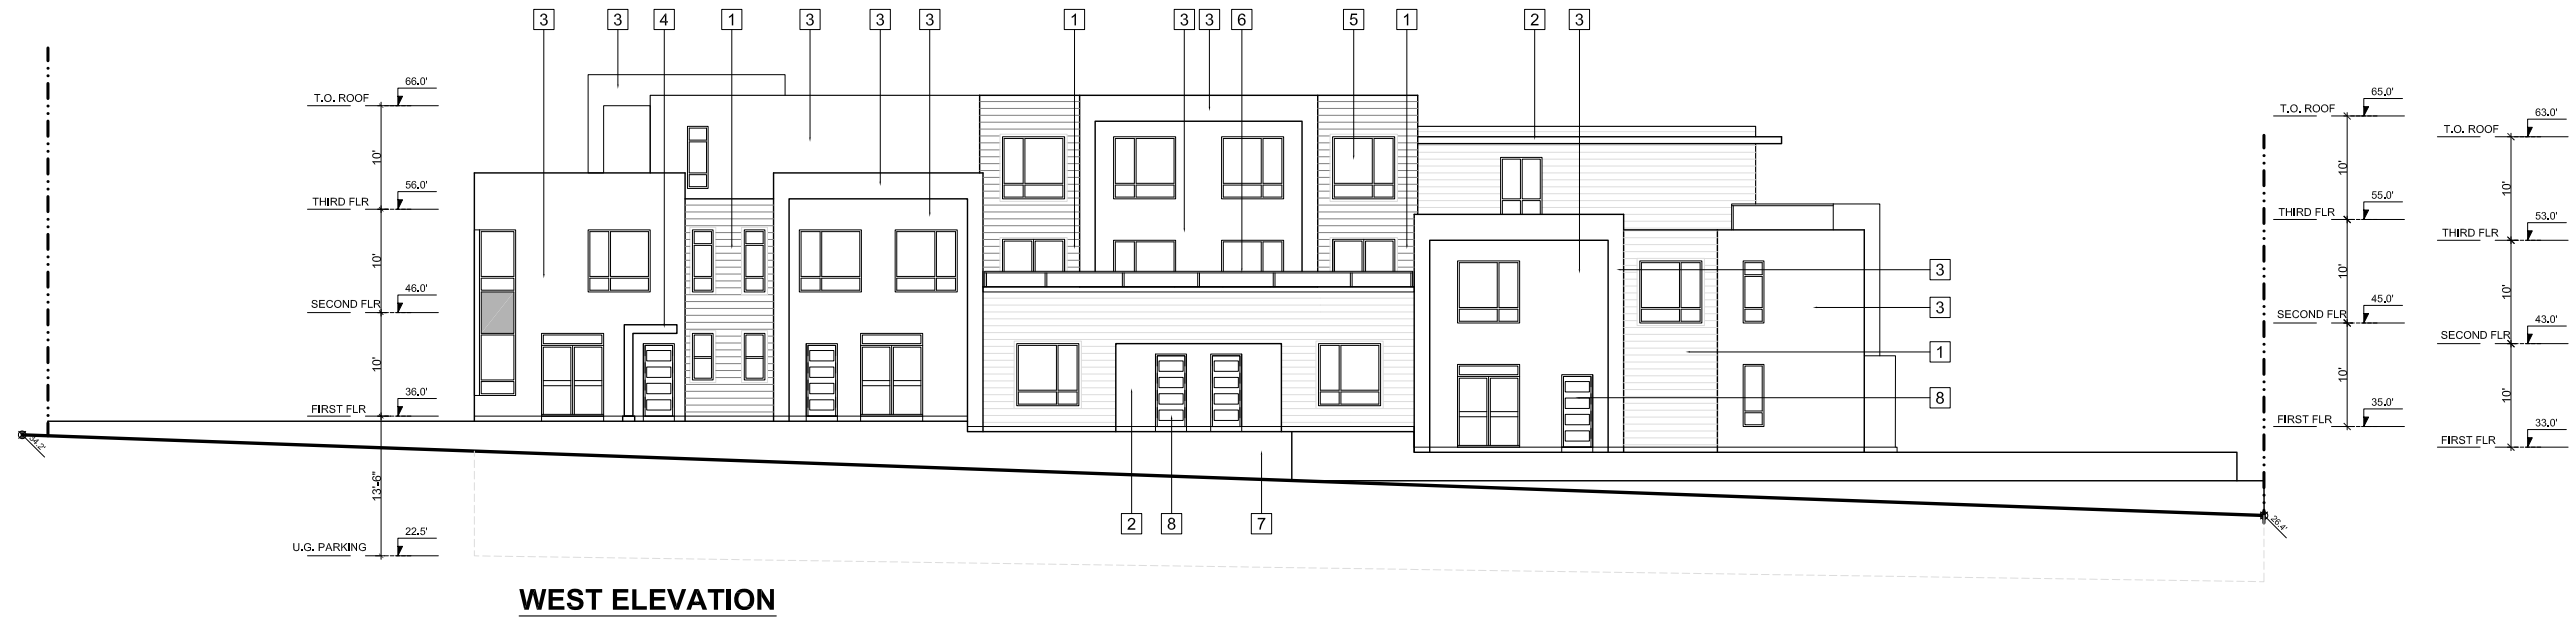 3 3 4 1 3 3 3 1 3 3 6 5 1 2 3
66.0'
T.O. ROOF
10'
56.0'
THIRD FLR
10'
46.0'
SECOND FLR
10'
36.0'
FIRST FLR
34.2'
13'-6"
22.5'
U.G. PARKING
3
3
1
8
2 8 7
65.0'
T.O. ROOF
10'
55.0'
THIRD FLR
10'
45.0'
SECOND FLR
10'
35.0'
FIRST FLR
63.0'
T.O. ROOF
10'
53.0'
THIRD FLR
10'
43.0'
SECOND FLR
10'
33.0'
FIRST FLR
26.4'
WEST ELEVATION